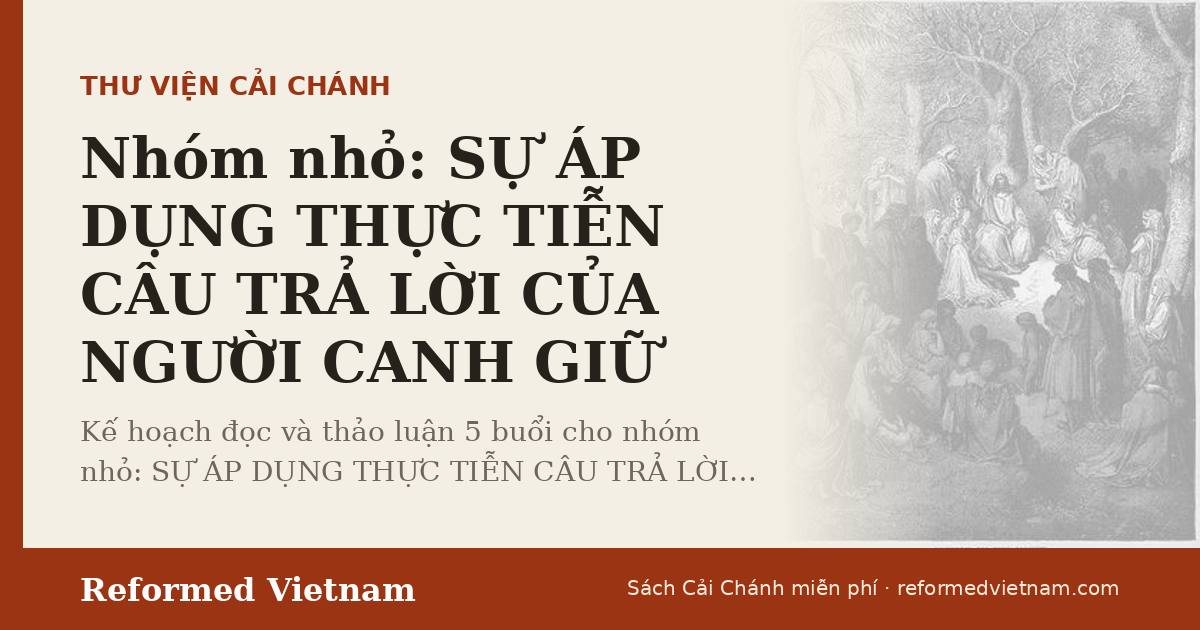 THƯ VIỆN CẢI CHÁNH
Nhóm nhỏ: SỰ ÁP
DỤNG THỰC TIỄN
CÂU TRẢ LỜI CỦA
NGƯỜI CANH GIỮ
Kế hoạch đọc và thảo luận 5 buổi cho nhóm
nhỏ: SỰ ÁP DỤNG THỰC TIỄN CÂU TRẢ LỜI...
Reformed Vietnam
Sách Cải Chánh miễn phí · reformedvietnam.com